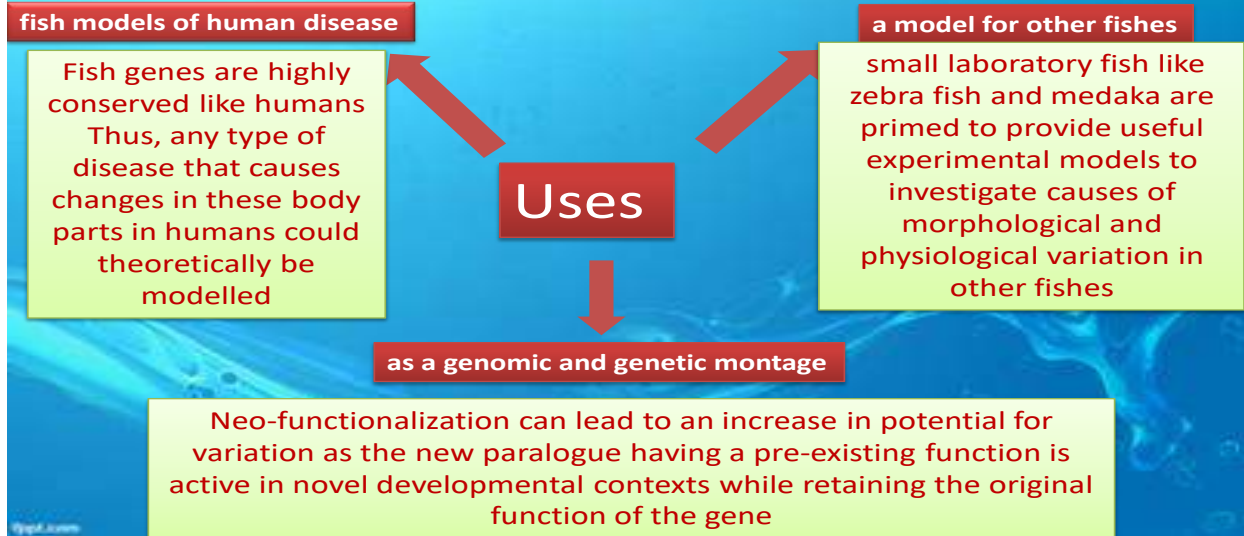 fish models of human disease
Fish genes are highly
conserved like humans
Thus, any type of
disease that causes
changes in these body
parts in humans could
theoretically be
modelled
a model for other fishes
small laboratory fish like
zebra fish and medaka are
primed to provide useful
experimental models to
investigate causes of
morphological and
physiological variation in
other fishes
Uses
as a genomic and genetic montage
Neo-functionalization can lead to an increase in potential for
variation as the new paralogue having a pre-existing function is
active in novel developmental contexts while retaining the original
function of the gene